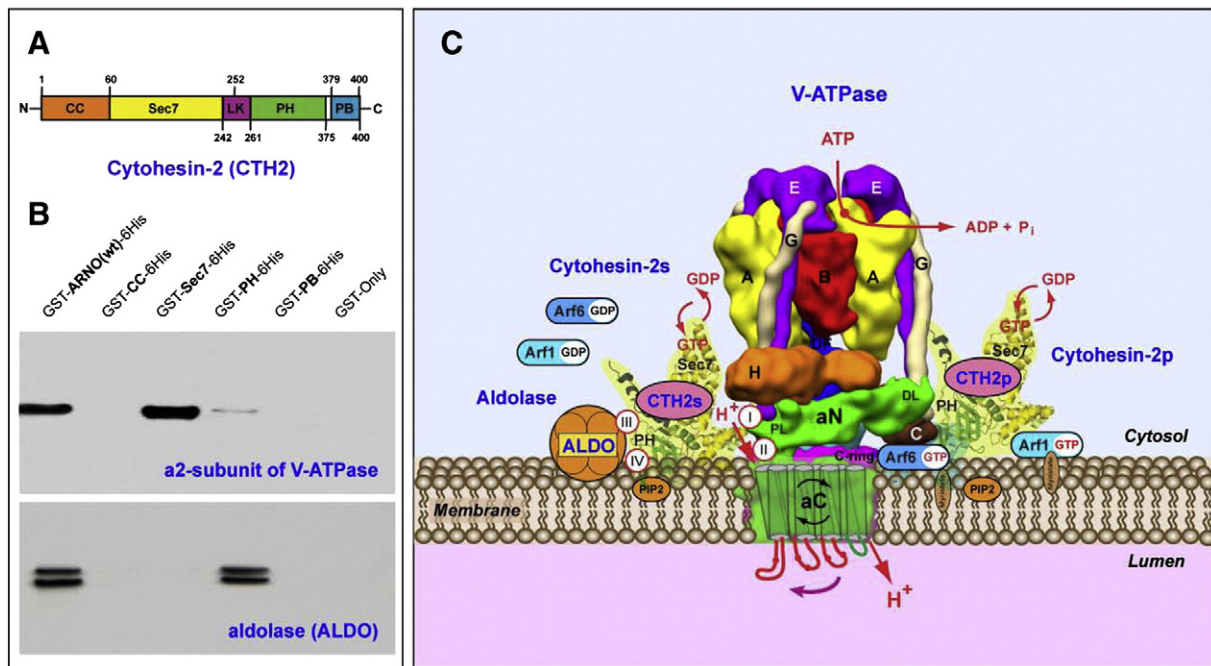 A
1 60 252 379 400
N CC Sec7 LK PH PB C
242 261 375 400
Cytohesin-2 (CTH2)
B
GST-ARNO(wt)-6His
GST-CC-6His
GST-Sec7-6His
GST-PH-6His
GST-PB-6His
GST-Only
a2-subunit of V-ATPase
aldolase (ALDO)
C
V-ATPase
ATP
ADP + Pi
E E
G G
A B A
Cytohesin-2s
GDP
GTP
Sec7
Arf6 GDP
Arf1 GDP
Aldolase
CTH2s
PH
ALDO
III
IV
PIP2
H+
I
II
H
DF
PL
aN
DL
C
c-ring
aC
GDP
GTP
Sec7
Cytohesin-2p
CTH2p
PH
Arf6 GTP
Arf1 GTP
PIP2
Cytosol
Membrane
Lumen
H+